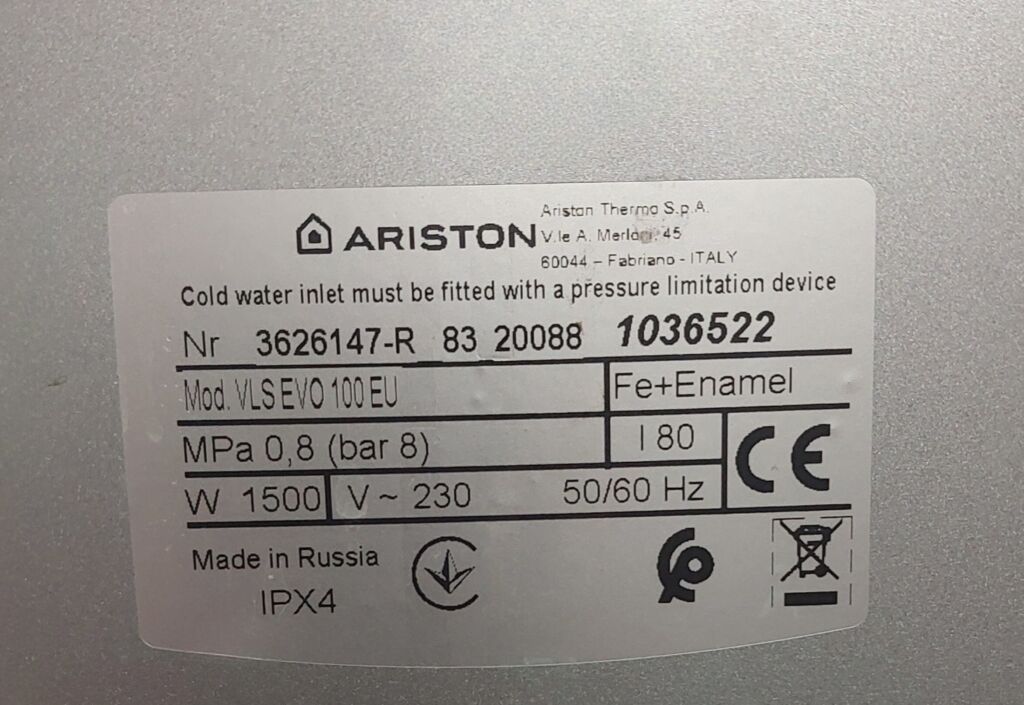 ARISTON
Ariston Thermo S.p.A.
V.le A. Merloni, 45
60044 – Fabriano - ITALY
Cold water inlet must be fitted with a pressure limitation device
Nr 3626147-R 83 20088 1036522
Mod. VLS EVO 100 EU Fe+Enamel
MPa 0,8 (bar 8) l 80
CE
W 1500 V ~ 230 50/60 Hz
Made in Russia
IPX4